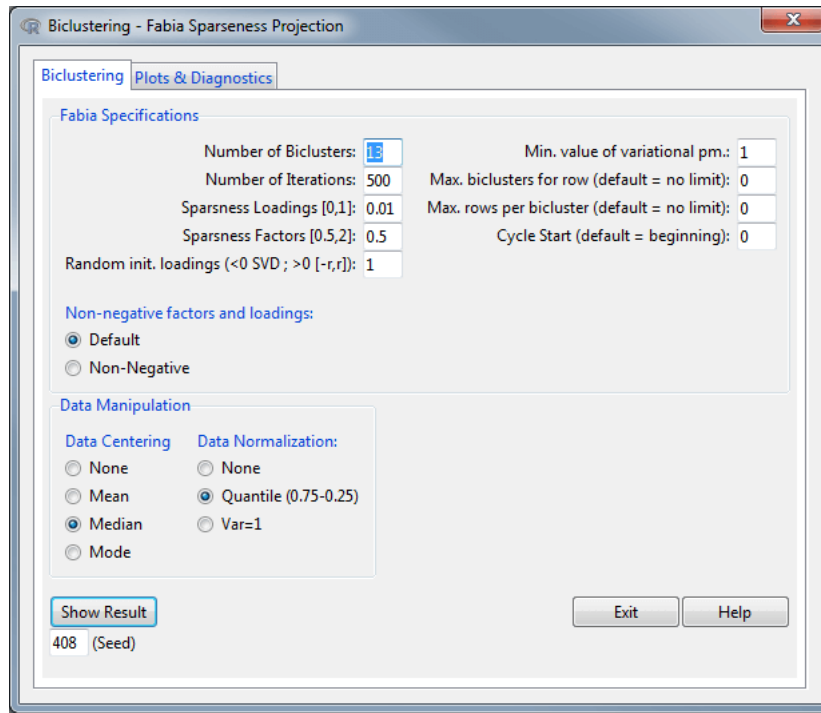 Biclustering - Fabia Sparseness Projection
Biclustering
Plots & Diagnostics
Fabia Specifications
Number of Biclusters: 13
Number of Iterations: 500
Sparsness Loadings [0,1]: 0.01
Sparsness Factors [0.5,2]: 0.5
Random init. loadings (<0 SVD ; >0 [-r,r]): 1
Min. value of variational pm.: 1
Max. biclusters for row (default = no limit): 0
Max. rows per bicluster (default = no limit): 0
Cycle Start (default = beginning): 0
Non-negative factors and loadings:
Default
Non-Negative
Data Manipulation
Data Centering
None
Mean
Median
Mode
Data Normalization:
None
Quantile (0.75-0.25)
Var=1
Show Result
408 (Seed)
Exit
Help